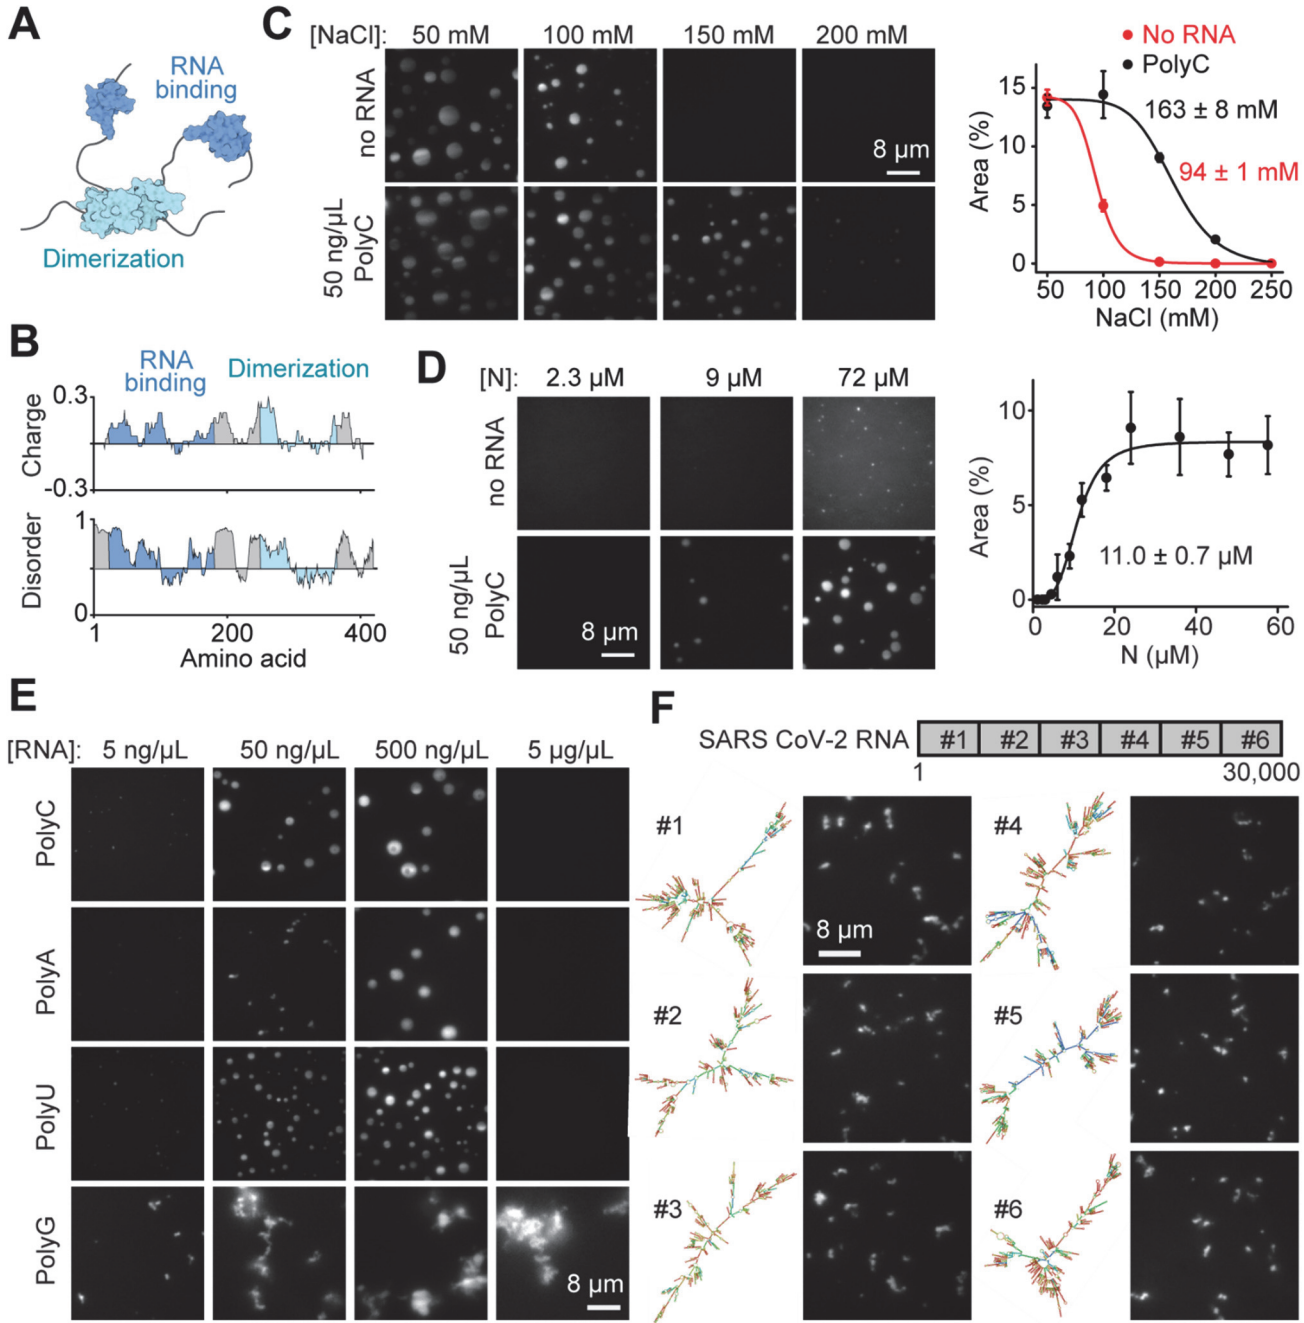 A
RNA
binding
Dimerization
B
RNA
binding
Dimerization
Charge
0.3
-0.3
Disorder
1
0
1
200
400
Amino acid
C
[NaCl]:
50 mM
100 mM
150 mM
200 mM
no RNA
50 ng/µL
PolyC
8 µm
No RNA
PolyC
163 ± 8 mM
94 ± 1 mM
Area (%)
15
10
5
0
50
100
150
200
250
NaCl (mM)
D
[N]:
2.3 µM
9 µM
72 µM
no RNA
50 ng/µL
PolyC
8 µm
Area (%)
10
5
0
11.0 ± 0.7 µM
0
20
40
60
N (µM)
E
[RNA]:
5 ng/µL
50 ng/µL
500 ng/µL
5 µg/µL
PolyC
PolyA
PolyU
PolyG
8 µm
F
SARS CoV-2 RNA
#1
#2
#3
#4
#5
#6
1
30,000
#1
8 µm
#4
#2
#5
#3
#6